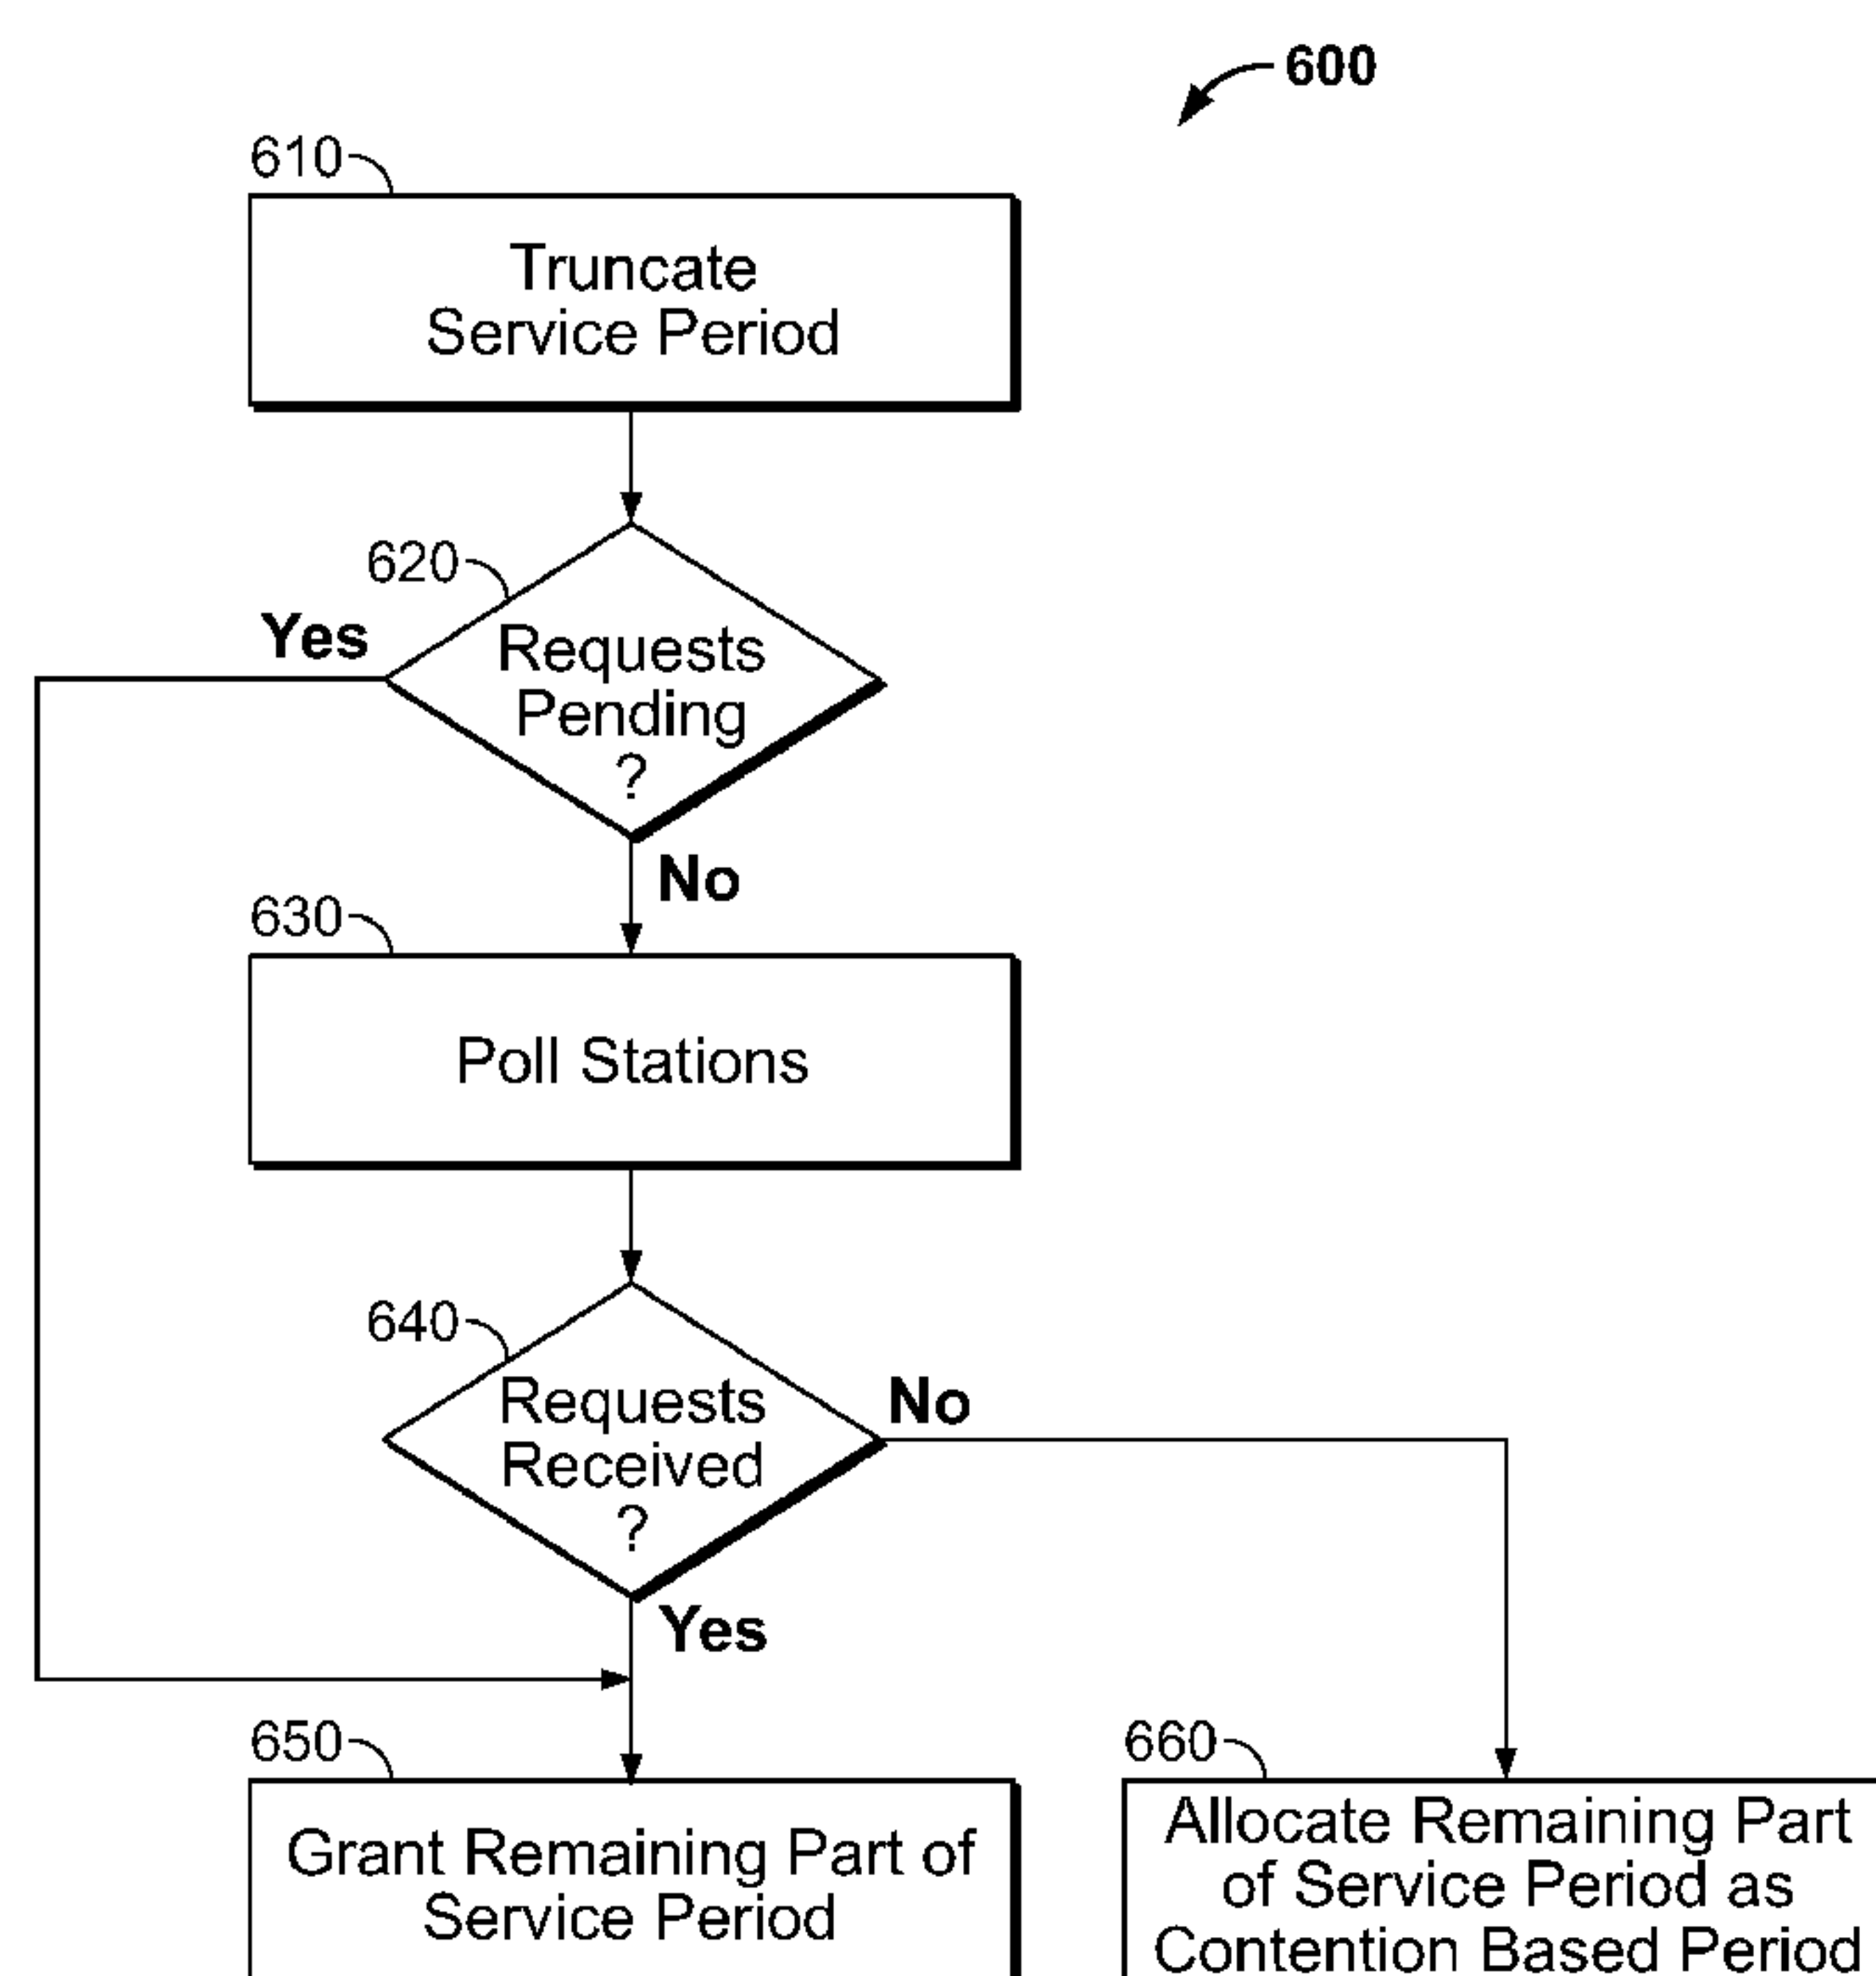 600
610
Truncate
Service Period
620
Yes
Requests
Pending
?
No
630
Poll Stations
640
Requests
Received
?
No
Yes
650
Grant Remaining Part of
Service Period
660
Allocate Remaining Part
of Service Period as
Contention Based Period